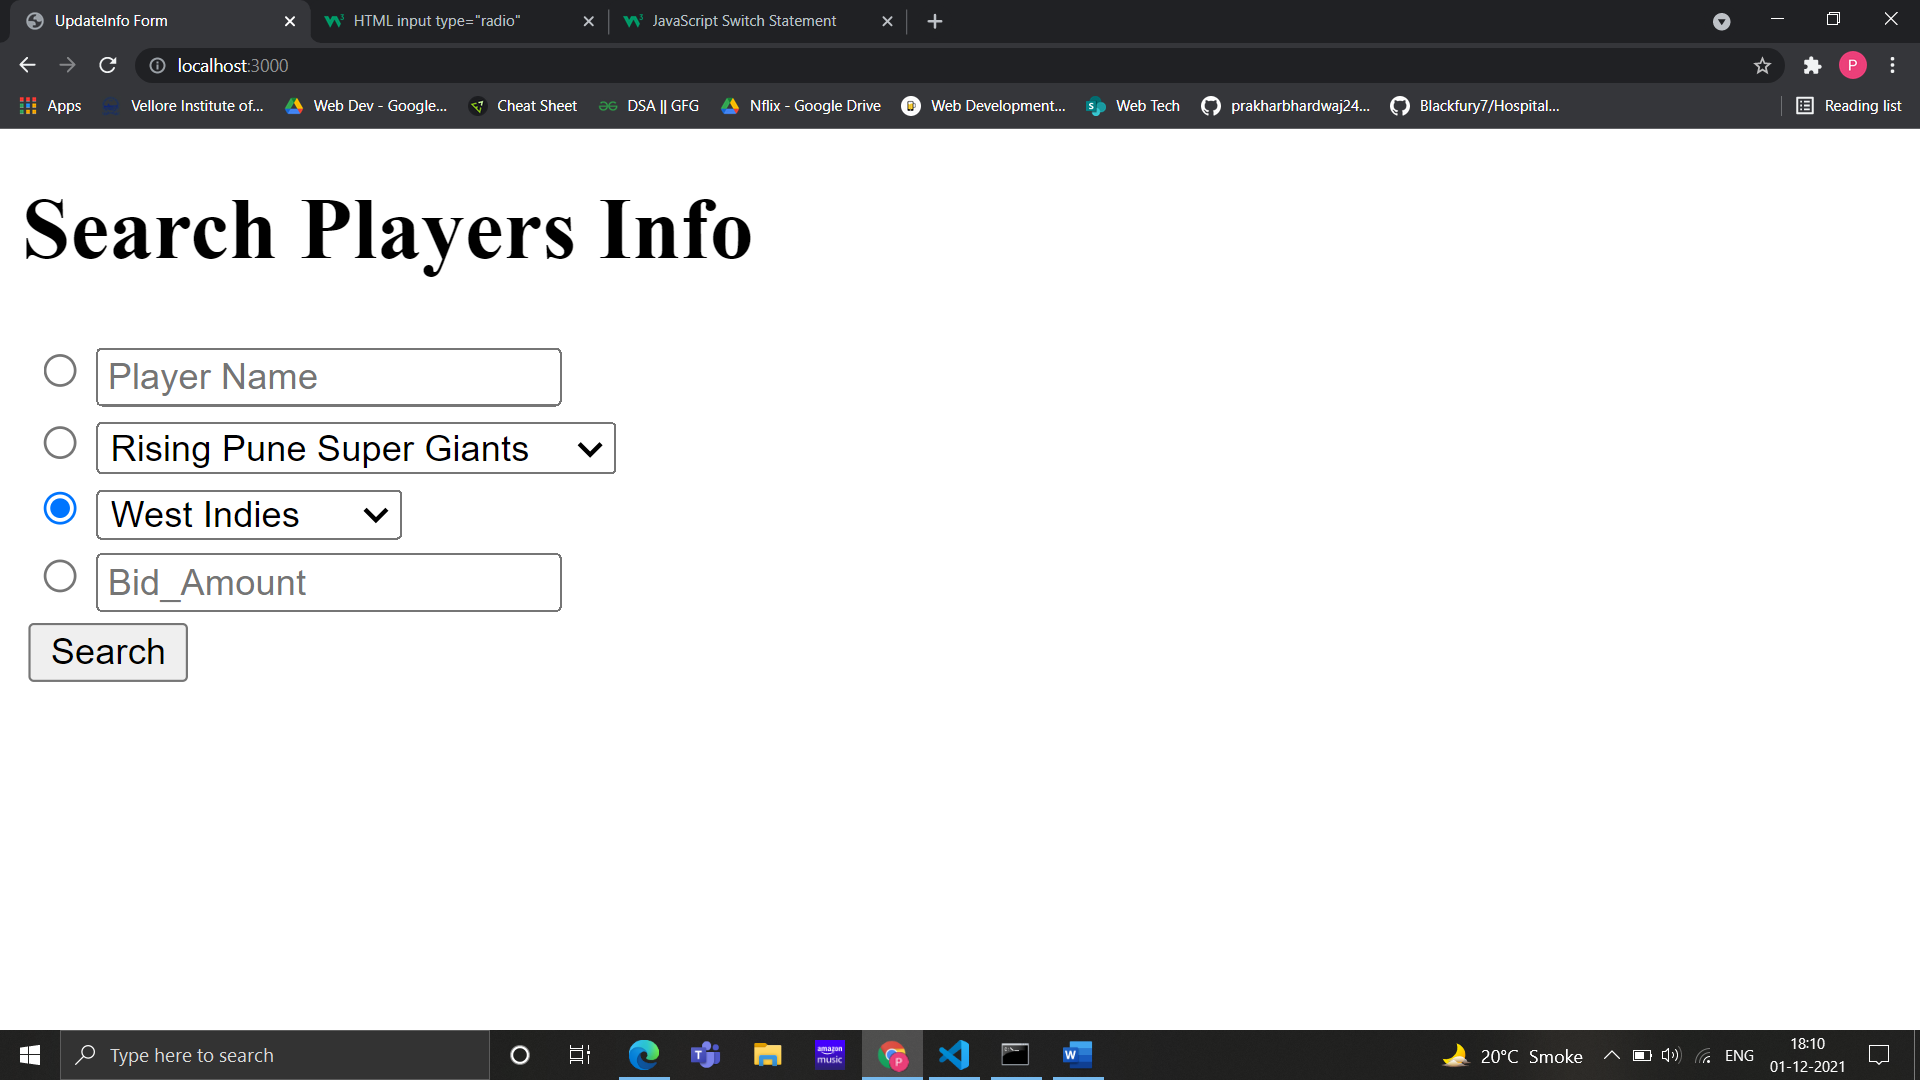 UpdateInfo Form
HTML input type="radio"
JavaScript Switch Statement
localhost:3000
P
Apps
Vellore Institute of...
Web Dev - Google...
Cheat Sheet
DSA || GFG
Nflix - Google Drive
Web Development...
Web Tech
prakharbhardwaj24...
Blackfury7/Hospital...
Reading list
Search Players Info
Player Name
Rising Pune Super Giants
West Indies
Bid_Amount
Search
Type here to search
amazon
music
20°C Smoke
ENG
18:10
01-12-2021